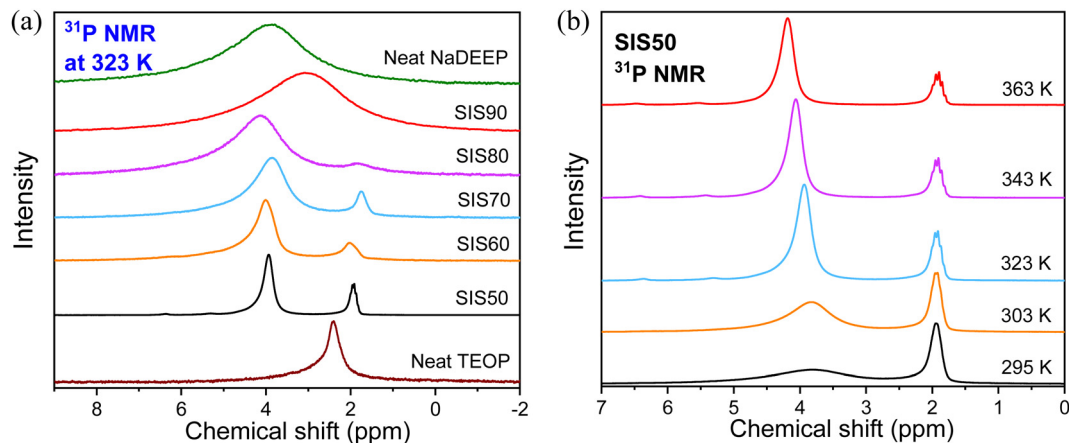 (a)
³¹P NMR
at 323 K
Neat NaDEEP
SIS90
SIS80
SIS70
SIS60
SIS50
Neat TEOP
Intensity
8 6 4 2 0 -2
Chemical shift (ppm)
(b)
SIS50
³¹P NMR
363 K
343 K
323 K
303 K
295 K
Intensity
7 6 5 4 3 2 1 0
Chemical shift (ppm)